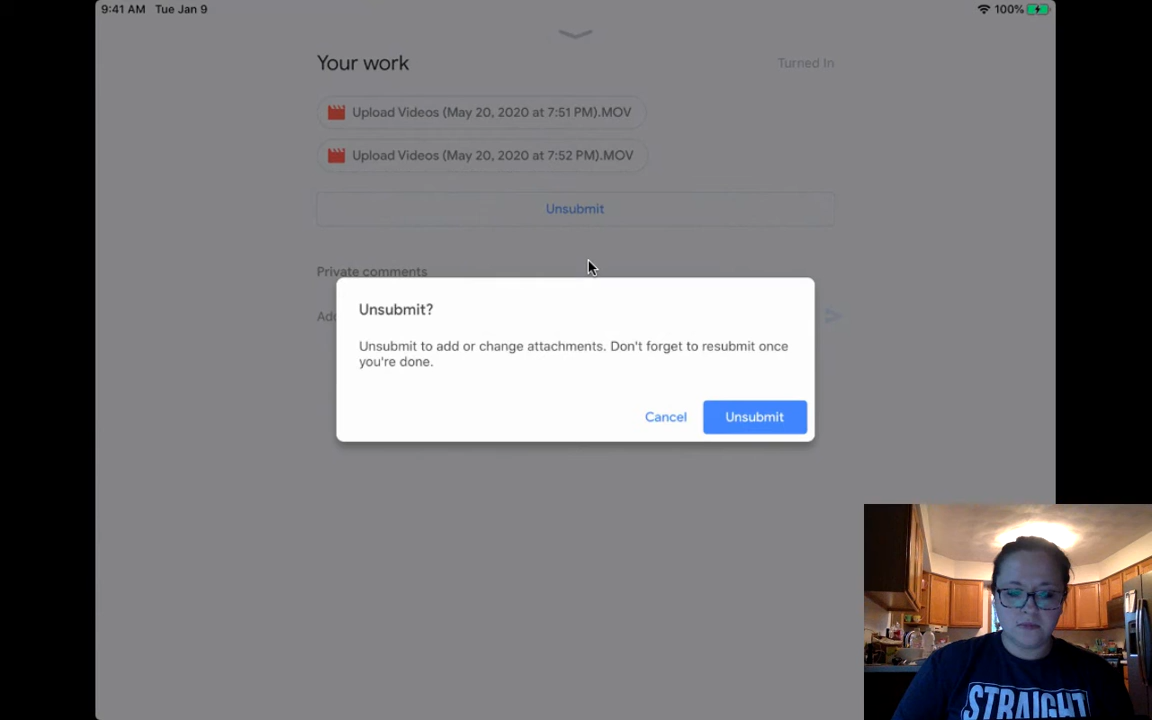 9:41 AM Tue Jan 9
100%
Your work
Turned In
Upload Videos (May 20, 2020 at 7:51 PM).MOV
Upload Videos (May 20, 2020 at 7:52 PM).MOV
Unsubmit
Private comments
Unsubmit?
Unsubmit to add or change attachments. Don't forget to resubmit once
you're done.
Cancel
Unsubmit
STRAIGHT